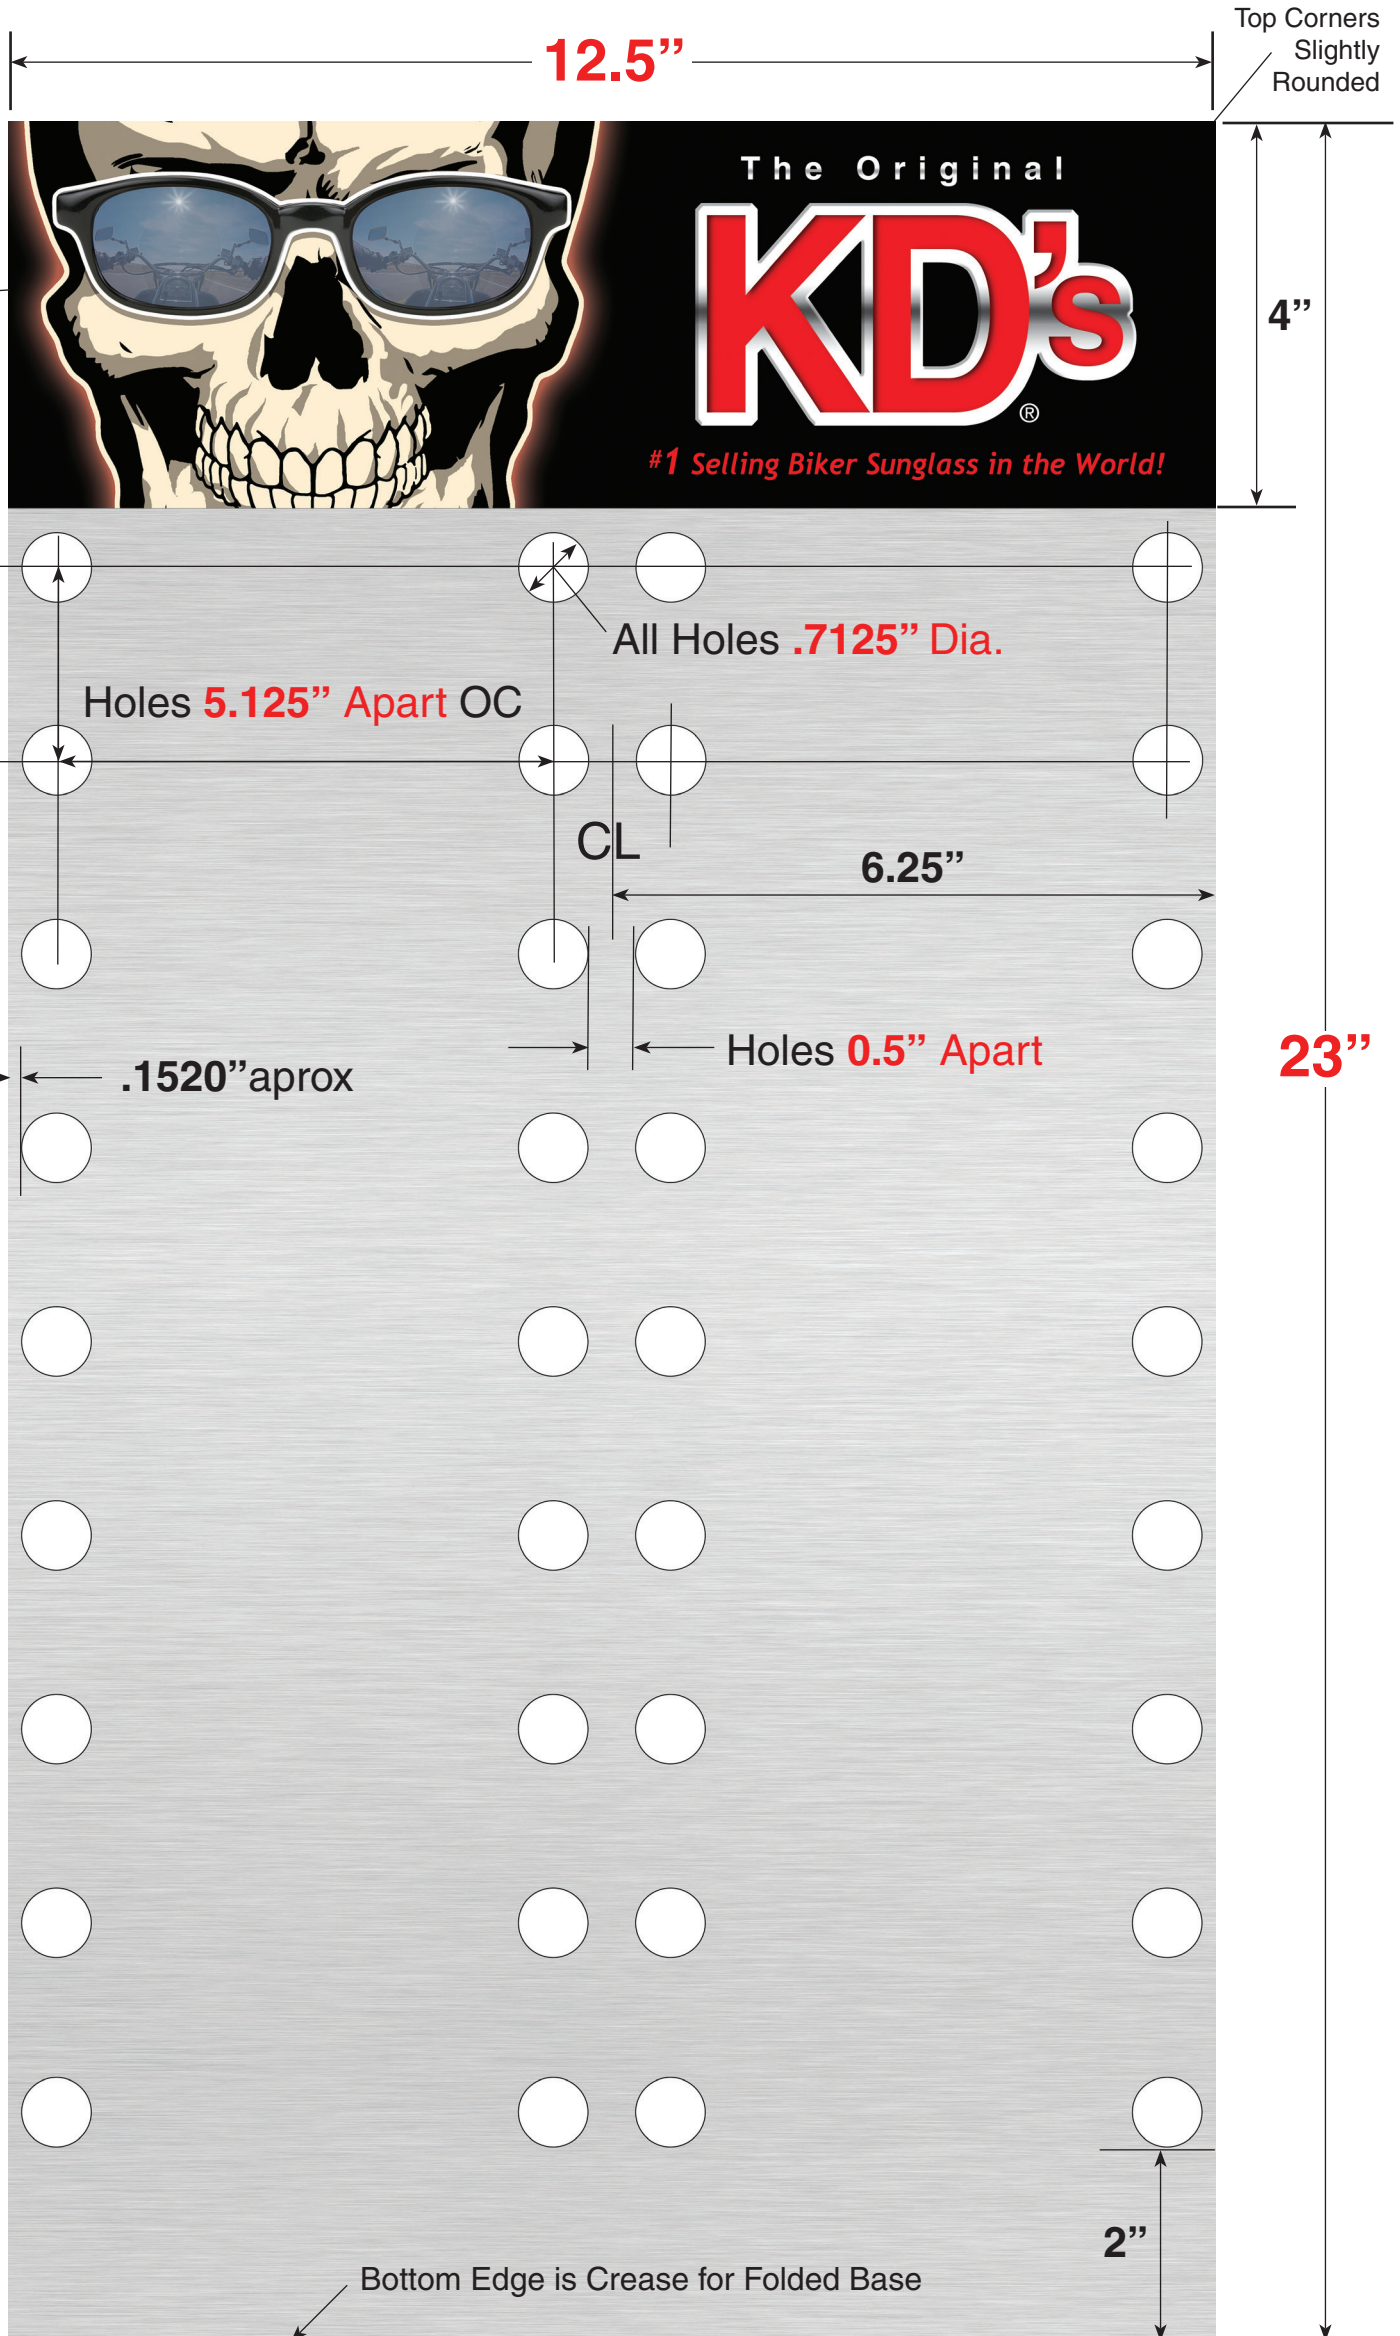 12.5”
Top Corners
Slightly
Rounded
The Original
KD’s®
#1 Selling Biker Sunglass in the World!
4”
All Holes .7125” Dia.
Holes 5.125” Apart OC
CL
6.25”
Holes 0.5” Apart
.1520”aprox
23”
2”
Bottom Edge is Crease for Folded Base